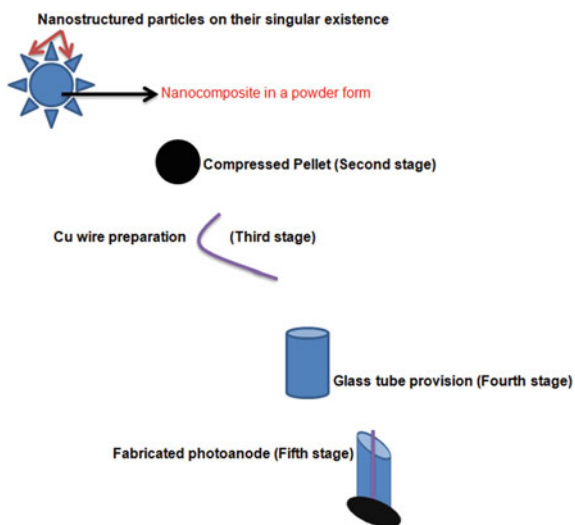 Nanostructured particles on their singular existence
Nanocomposite in a powder form
Compressed Pellet (Second stage)
Cu wire preparation (Third stage)
Glass tube provision (Fourth stage)
Fabricated photoanode (Fifth stage)